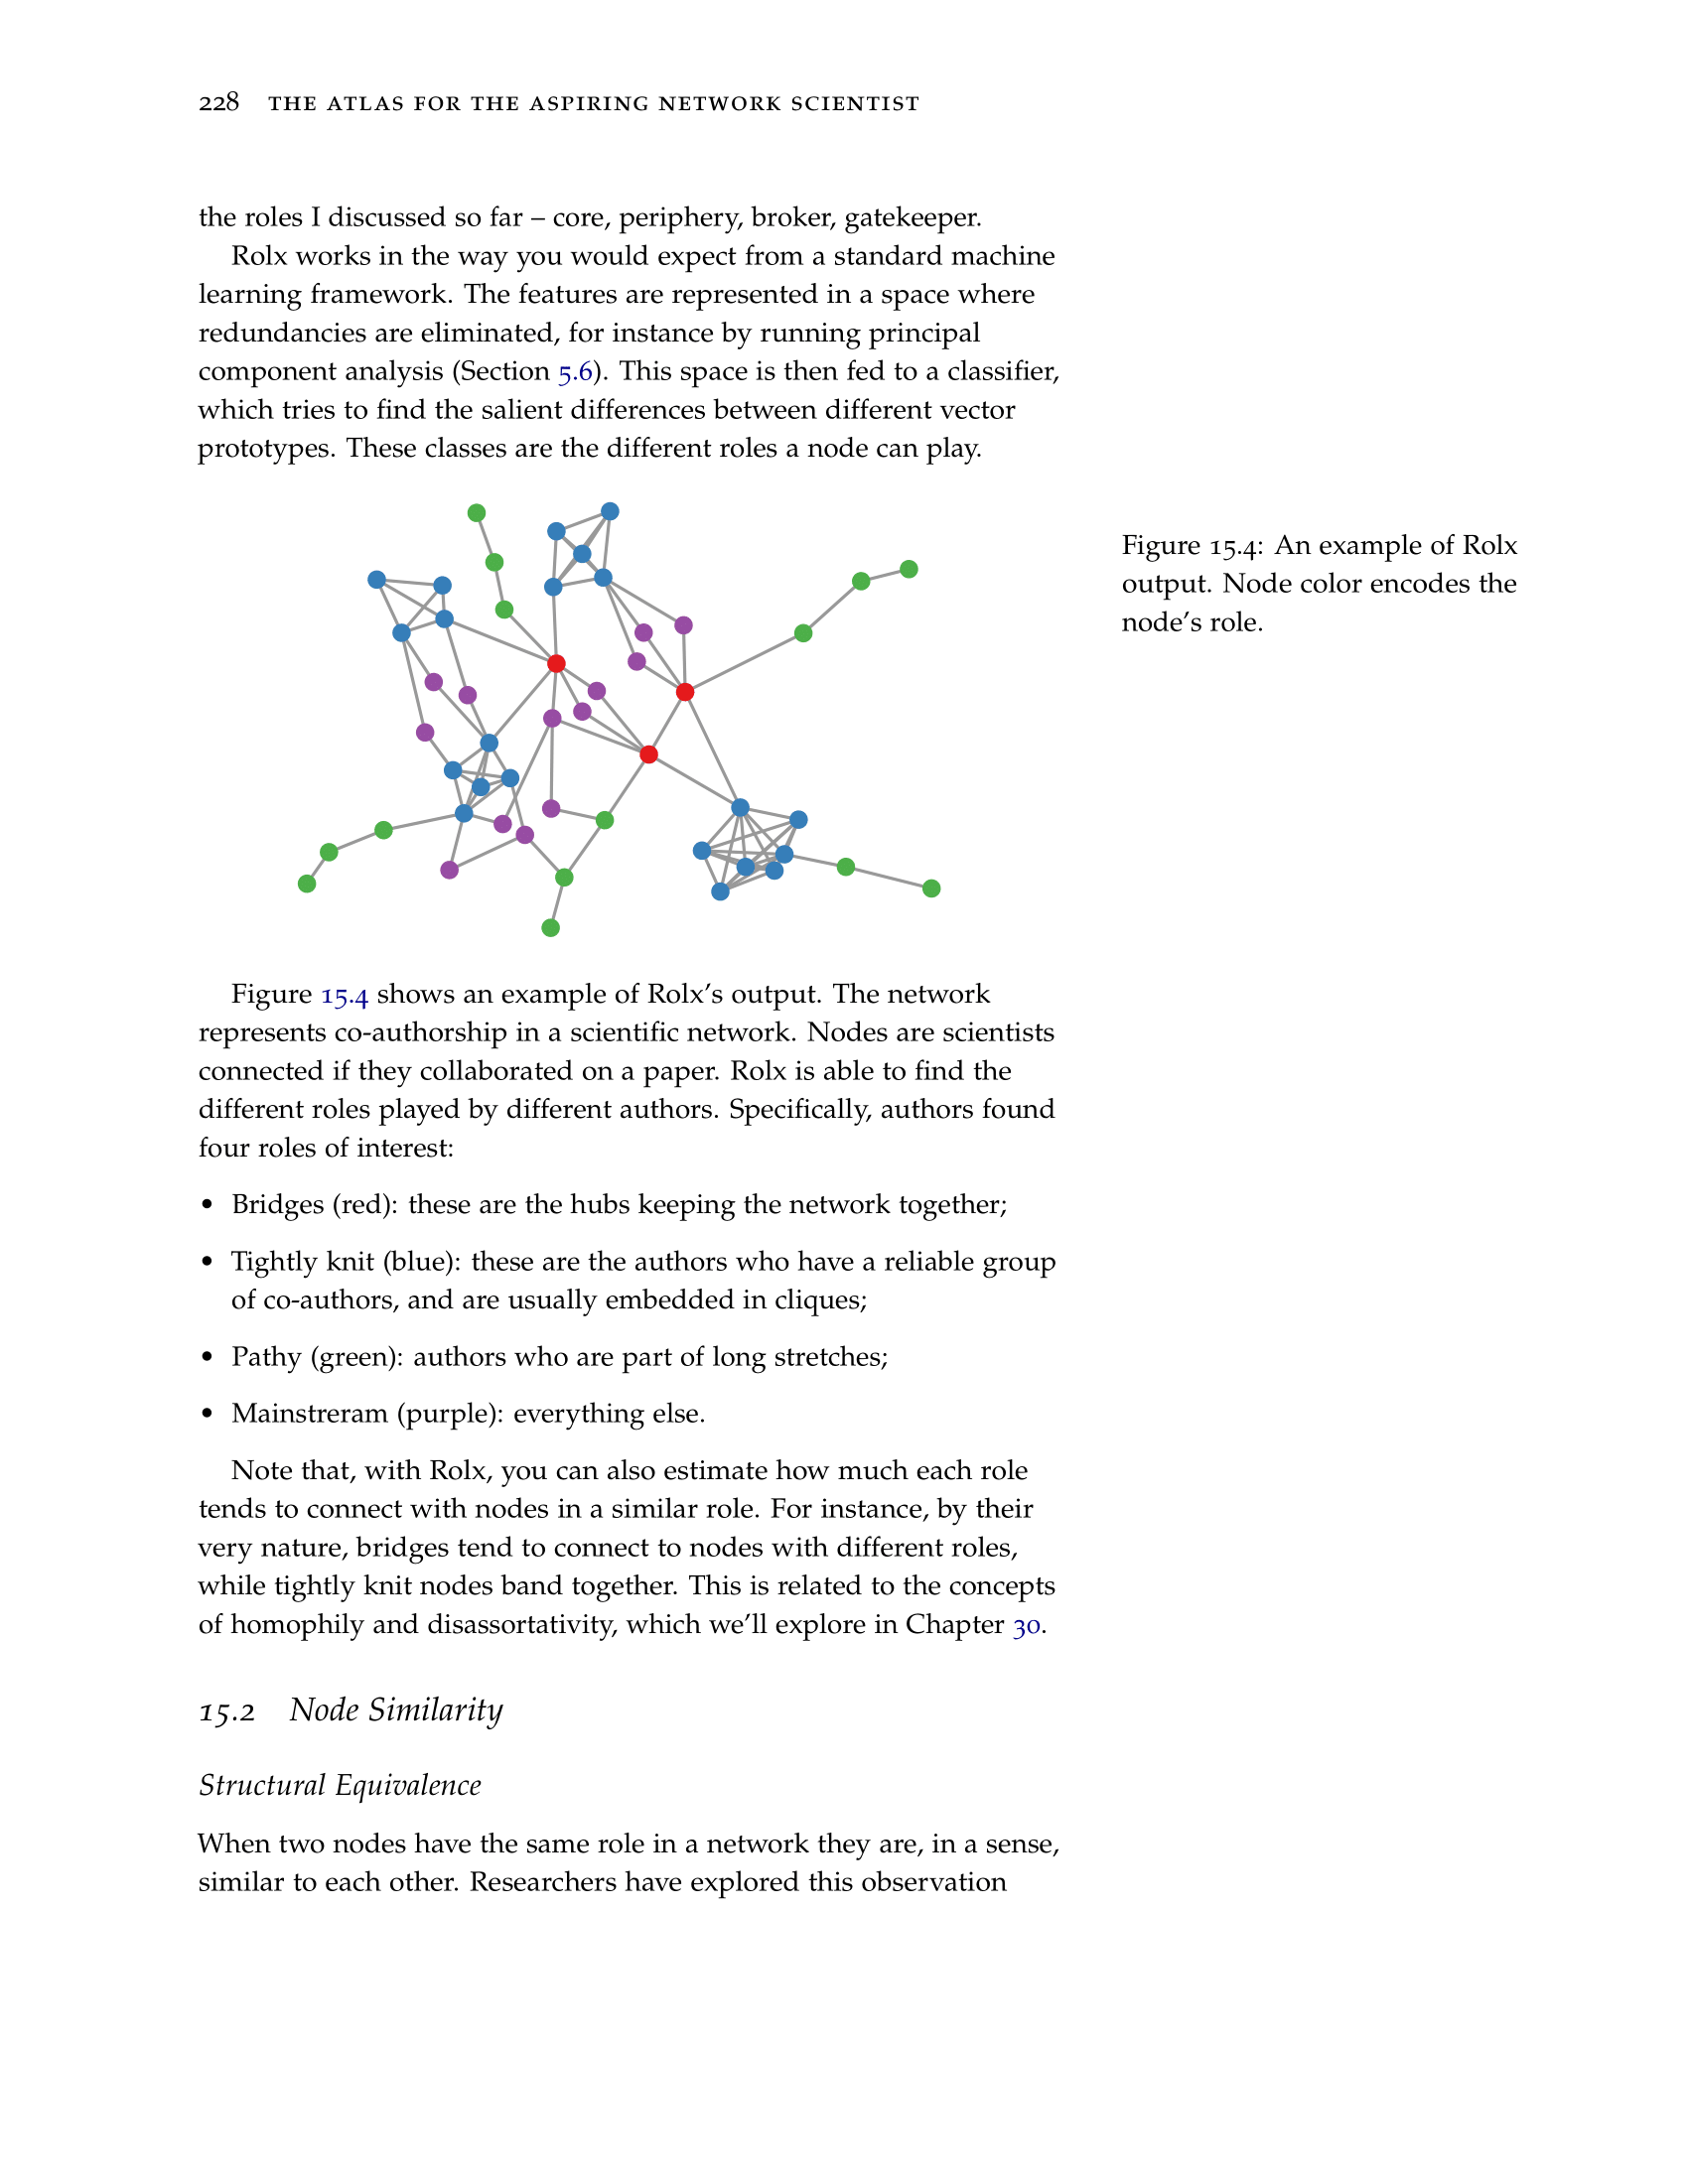 228 THE ATLAS FOR THE ASPIRING NETWORK SCIENTIST
the roles I discussed so far – core, periphery, broker, gatekeeper.
Rolx works in the way you would expect from a standard machine
learning framework. The features are represented in a space where
redundancies are eliminated, for instance by running principal
component analysis (Section 5.6). This space is then fed to a classifier,
which tries to find the salient differences between different vector
prototypes. These classes are the different roles a node can play.
Figure 15.4: An example of Rolx
output. Node color encodes the
node's role.
Figure 15.4 shows an example of Rolx's output. The network
represents co-authorship in a scientific network. Nodes are scientists
connected if they collaborated on a paper. Rolx is able to find the
different roles played by different authors. Specifically, authors found
four roles of interest:
• Bridges (red): these are the hubs keeping the network together;
• Tightly knit (blue): these are the authors who have a reliable group
of co-authors, and are usually embedded in cliques;
• Pathy (green): authors who are part of long stretches;
• Mainstreram (purple): everything else.
Note that, with Rolx, you can also estimate how much each role
tends to connect with nodes in a similar role. For instance, by their
very nature, bridges tend to connect to nodes with different roles,
while tightly knit nodes band together. This is related to the concepts
of homophily and disassortativity, which we'll explore in Chapter 30.
15.2 Node Similarity
Structural Equivalence
When two nodes have the same role in a network they are, in a sense,
similar to each other. Researchers have explored this observation